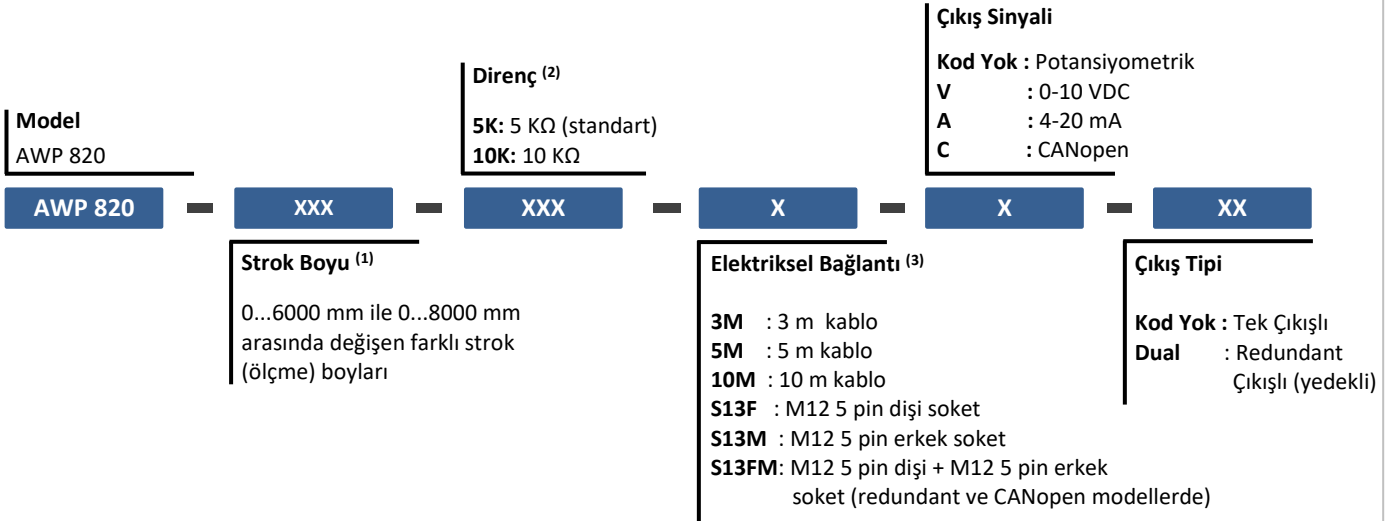 Çıkış Sinyali
Kod Yok : Potansiyometrik
V : 0-10 VDC
A : 4-20 mA
C : CANopen
Direnç (2)
5K: 5 KΩ (standart)
10K: 10 KΩ
Model
AWP 820
AWP 820 XXX XXX X X XX
Strok Boyu (1)
0...6000 mm ile 0...8000 mm
arasında değişen farklı strok
(ölçme) boyları
Elektriksel Bağlantı (3)
3M : 3 m kablo
5M : 5 m kablo
10M : 10 m kablo
S13F : M12 5 pin dişi soket
S13M : M12 5 pin erkek soket
S13FM: M12 5 pin dişi + M12 5 pin erkek
soket (redundant ve CANopen modellerde)
Çıkış Tipi
Kod Yok : Tek Çıkışlı
Dual : Redundant
Çıkışlı (yedekli)